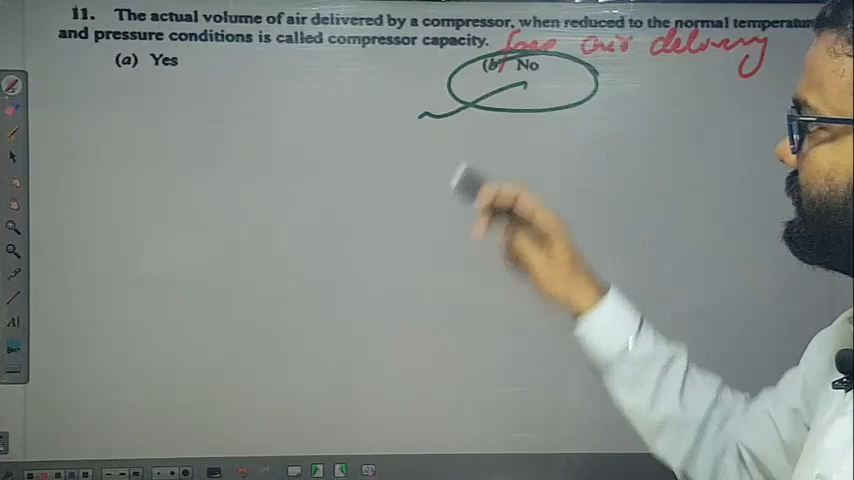 11. The actual volume of air delivered by a compressor, when reduced to the normal
and pressure conditions is called compressor capacity. free air delivery
(a) Yes (b) No